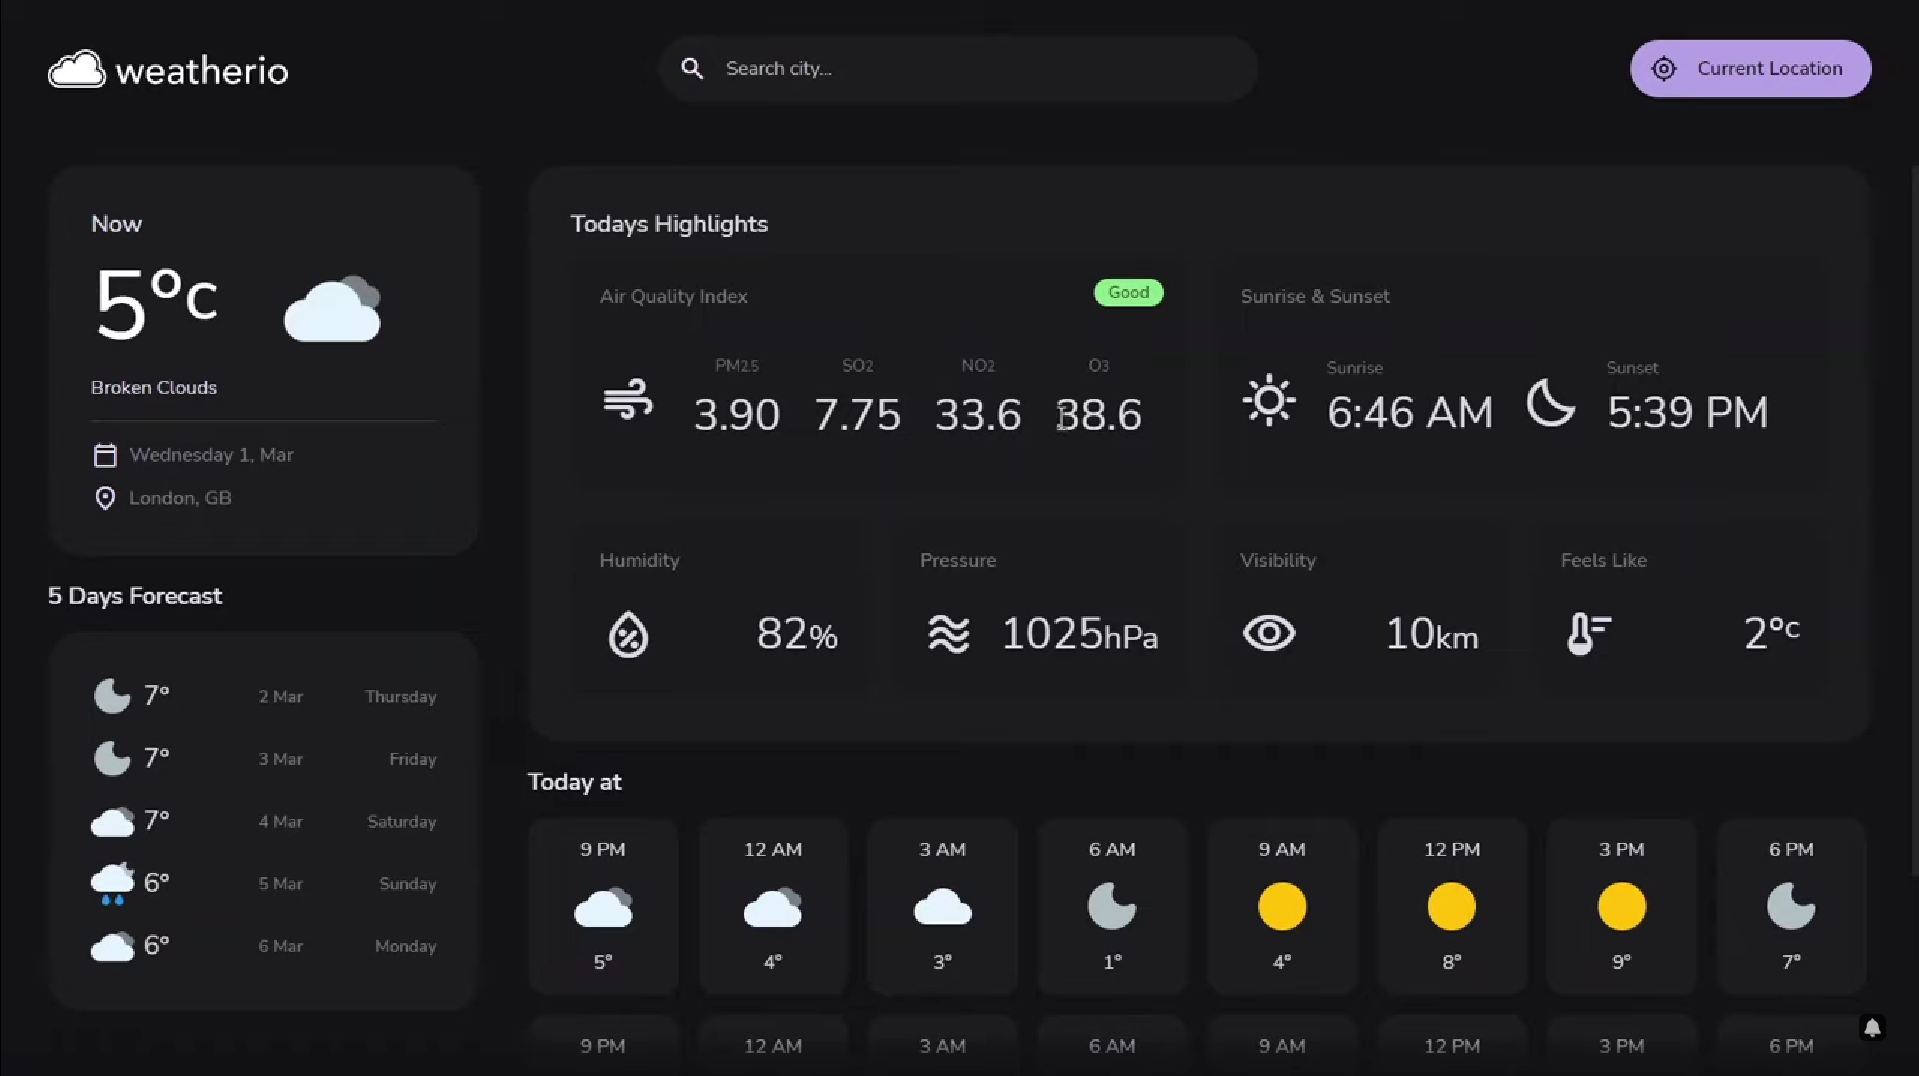 weatherio
Search city...
Current Location
Now
5°c
Broken Clouds
Wednesday 1, Mar
London, GB
5 Days Forecast
7° 2 Mar Thursday
7° 3 Mar Friday
7° 4 Mar Saturday
6° 5 Mar Sunday
6° 6 Mar Monday
Todays Highlights
Air Quality Index Good
PM25 SO2 NO2 O3
3.90 7.75 33.6 38.6
Sunrise & Sunset
Sunrise Sunset
6:46 AM 5:39 PM
Humidity
82%
Pressure
1025hPa
Visibility
10km
Feels Like
2°c
Today at
9 PM 12 AM 3 AM 6 AM 9 AM 12 PM 3 PM 6 PM
5° 4° 3° 1° 4° 8° 9° 7°
9 PM 12 AM 3 AM 6 AM 9 AM 12 PM 3 PM 6 PM